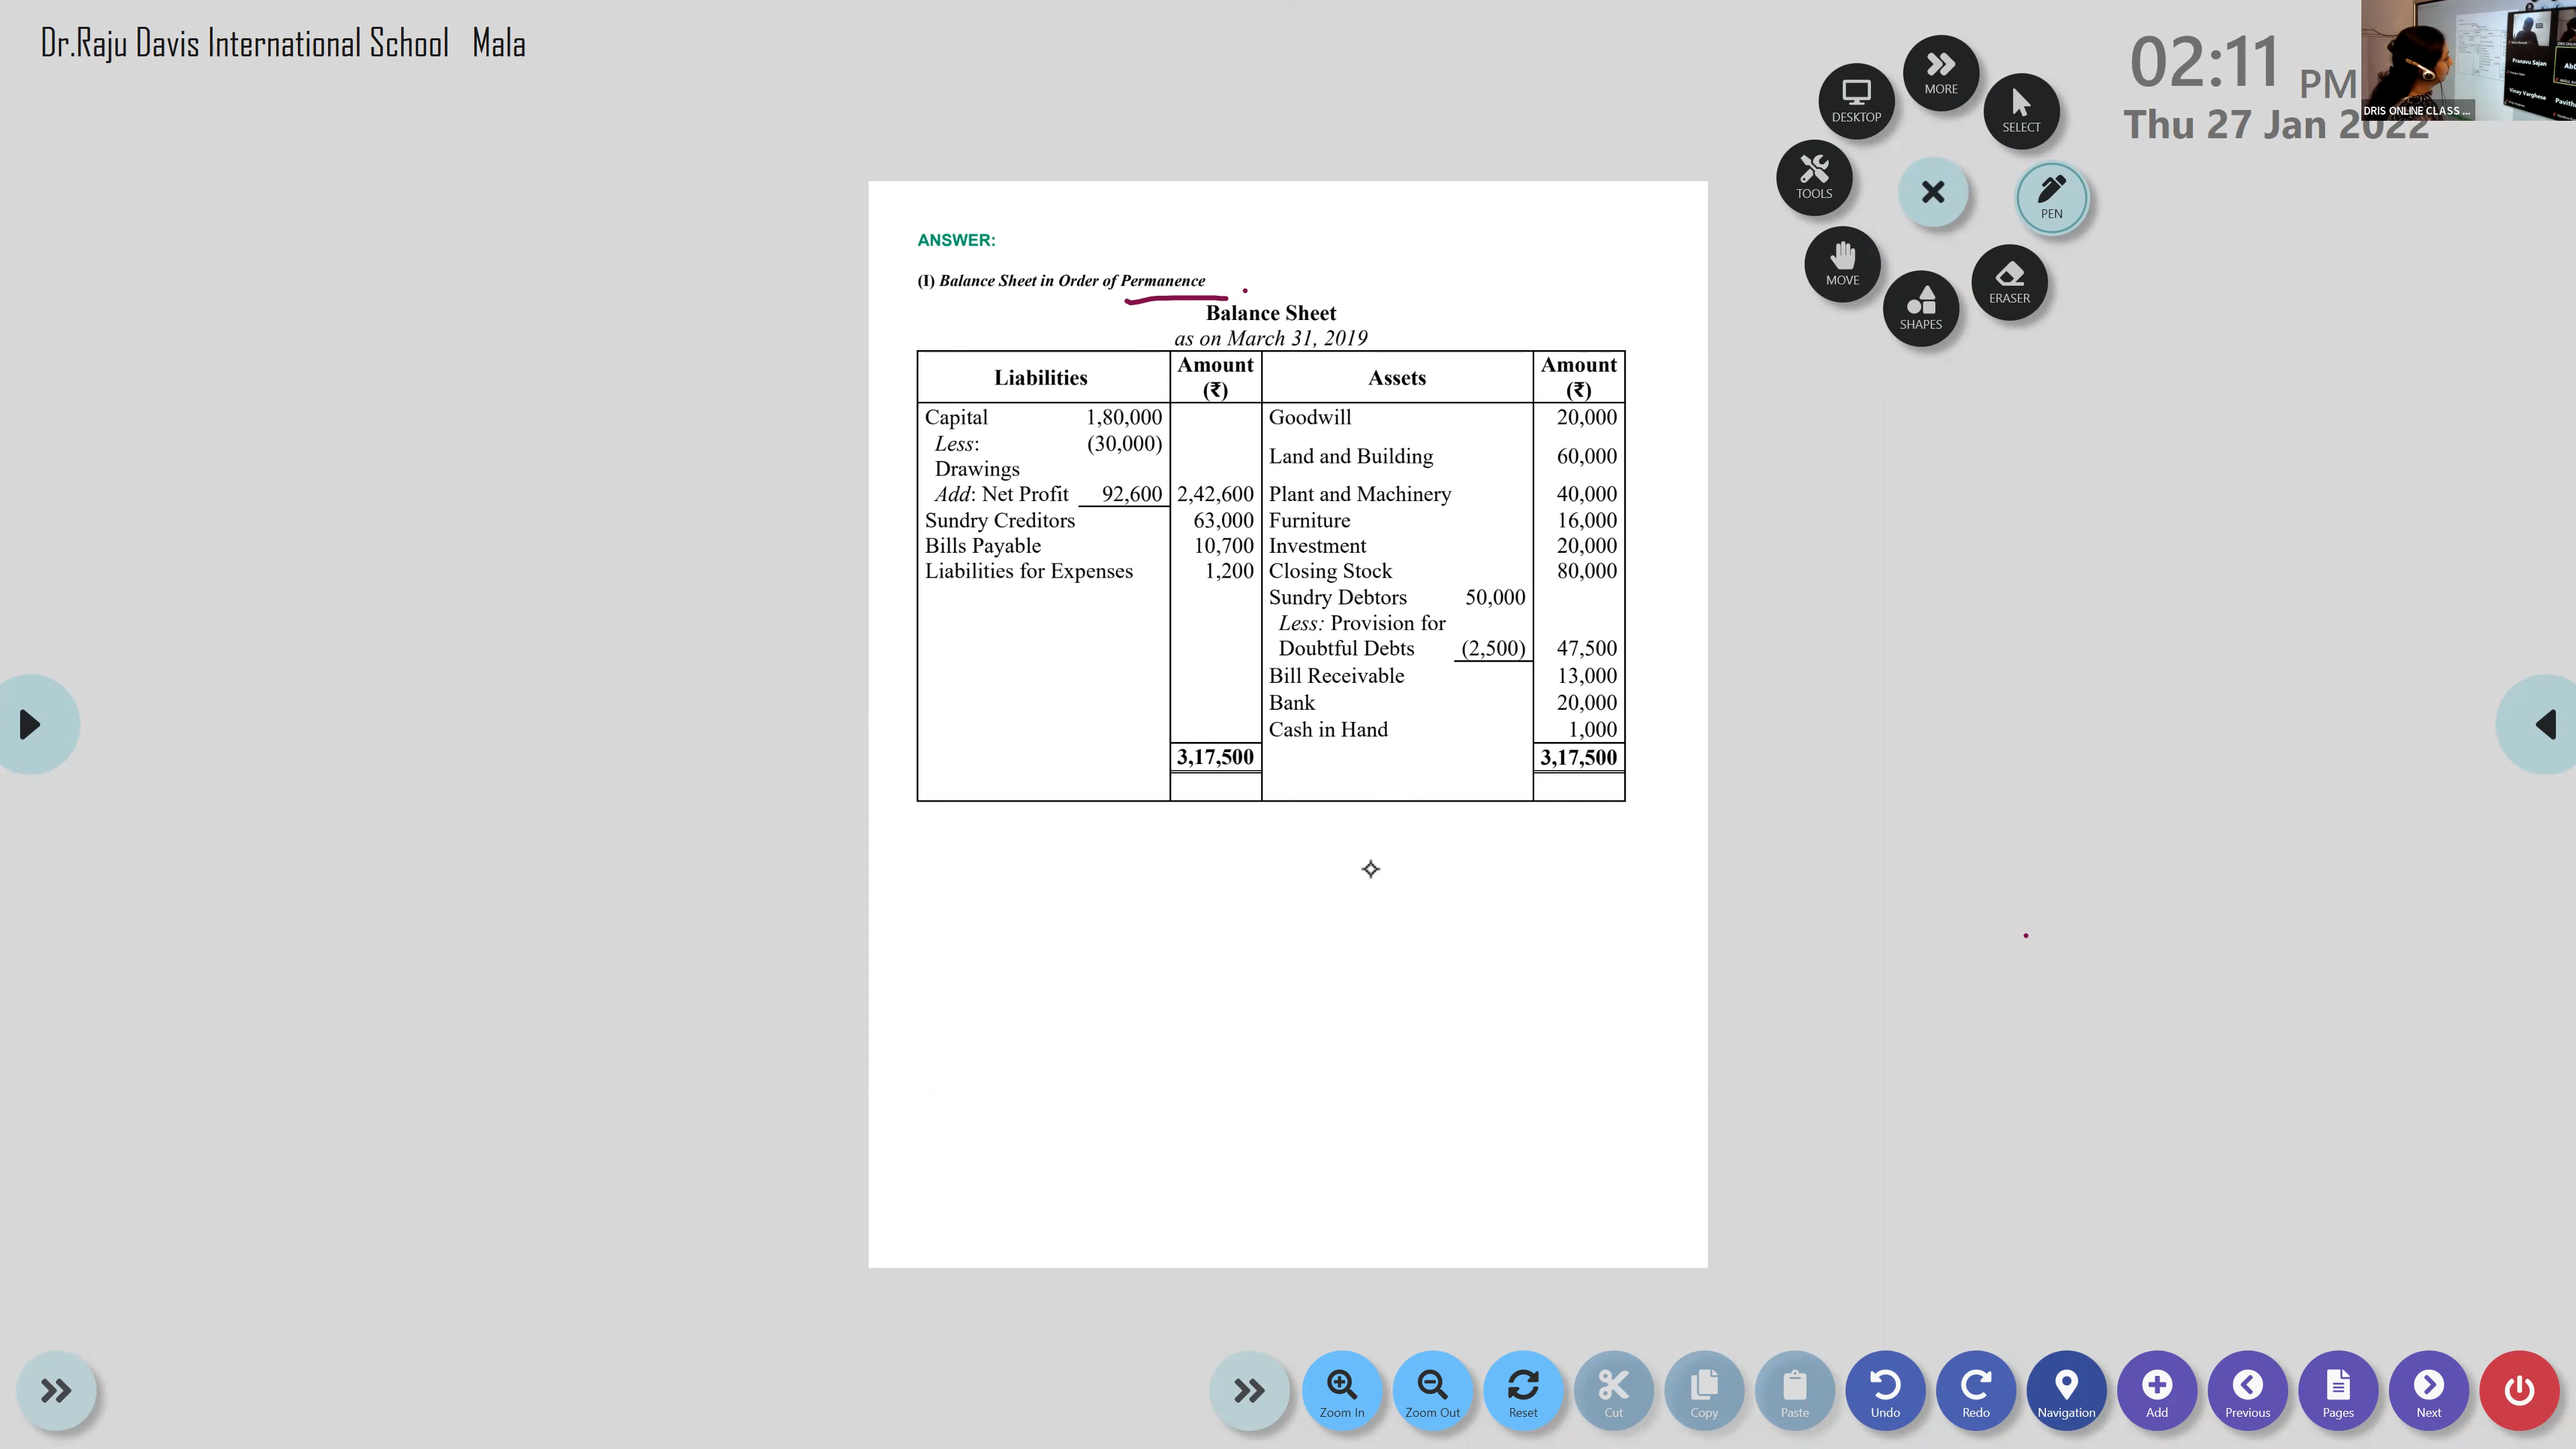 Dr.Raju Davis International School Mala
02:11 PM
Thu 27 Jan 2022
DRIS ONLINE CLASS ...
Pranavu Sajan
Vinay Varghese
MORE
DESKTOP
SELECT
TOOLS
PEN
MOVE
ERASER
SHAPES
ANSWER:
(I) Balance Sheet in Order of Permanence
Balance Sheet
as on March 31, 2019
Liabilities Amount (₹) Assets Amount (₹)
Capital 1,80,000 Goodwill 20,000
Less: (30,000)
Drawings Land and Building 60,000
Add: Net Profit 92,600 2,42,600 Plant and Machinery 40,000
Sundry Creditors 63,000 Furniture 16,000
Bills Payable 10,700 Investment 20,000
Liabilities for Expenses 1,200 Closing Stock 80,000
Sundry Debtors 50,000
Less: Provision for
Doubtful Debts (2,500) 47,500
Bill Receivable 13,000
Bank 20,000
Cash in Hand 1,000
3,17,500 3,17,500
Zoom In Zoom Out Reset Cut Copy Paste Undo Redo Navigation Add Previous Pages Next